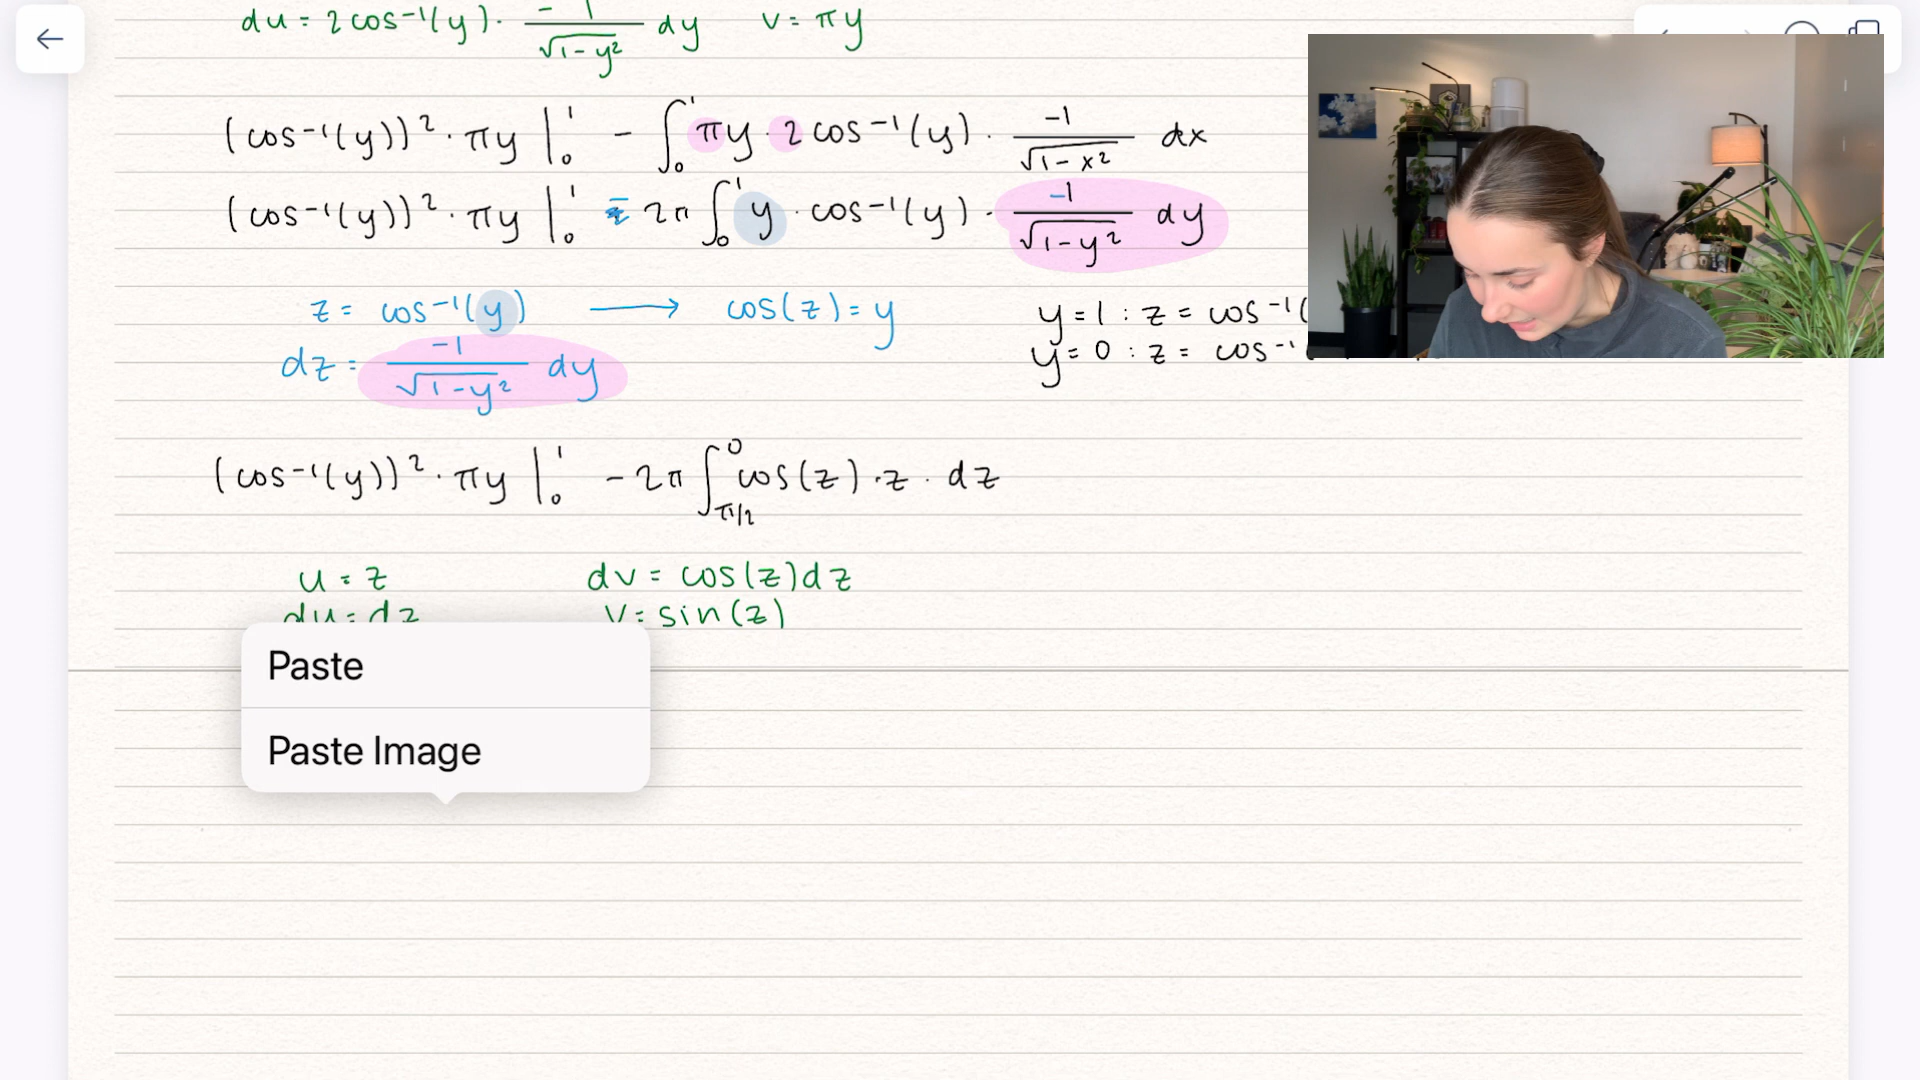 du = 2cos⁻¹(y) · -1/√1-y² dy v = πy
(cos⁻¹(y))² · πy |₀¹ - ∫₀¹ πy · 2cos⁻¹(y) · -1/√1-x² dx
(cos⁻¹(y))² · πy |₀¹ - 2π ∫₀¹ y · cos⁻¹(y) · -1/√1-y² dy
z = cos⁻¹(y) ⟶ cos(z) = y y = 1 : z = cos⁻¹(
dz = -1/√1-y² dy y = 0 : z = cos⁻¹
(cos⁻¹(y))² · πy |₀¹ - 2π ∫_{π/2}^0 cos(z) · z · dz
u = z dv = cos(z)dz
du = dz v = sin(z)
Paste
Paste Image